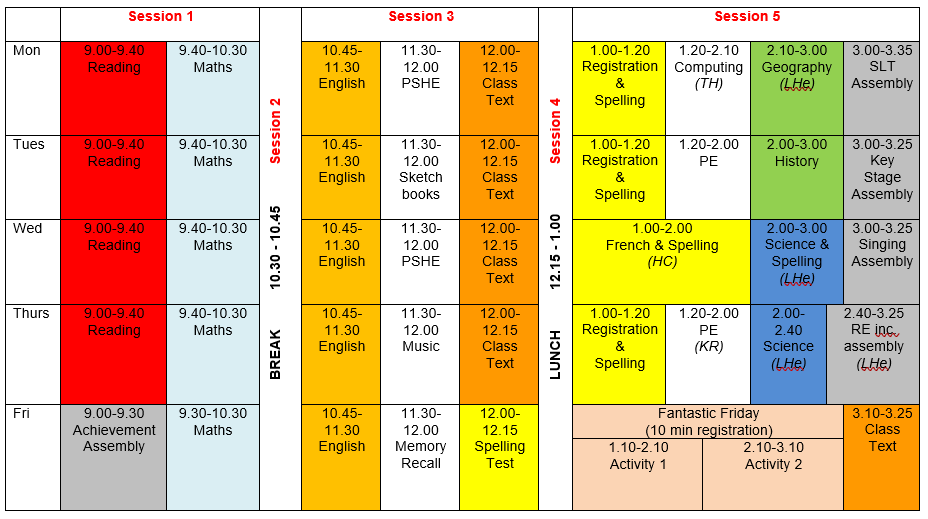 Session 1
Session 3
Session 5
Mon
9.00-9.40
Reading
9.40-10.30
Maths
10.45-
11.30
English
11.30-
12.00
PSHE
12.00-
12.15
Class
Text
1.00-1.20
Registration
&
Spelling
1.20-2.10
Computing
(TH)
2.10-3.00
Geography
(LHe)
3.00-3.35
SLT
Assembly
Session 2
10.30 - 10.45
BREAK
Session 4
12.15 - 1.00
LUNCH
Tues
9.00-9.40
Reading
9.40-10.30
Maths
10.45-
11.30
English
11.30-
12.00
Sketch
books
12.00-
12.15
Class
Text
1.00-1.20
Registration
&
Spelling
1.20-2.00
PE
2.00-3.00
History
3.00-3.25
Key
Stage
Assembly
Wed
9.00-9.40
Reading
9.40-10.30
Maths
10.45-
11.30
English
11.30-
12.00
PSHE
12.00-
12.15
Class
Text
1.00-2.00
French & Spelling
(HC)
2.00-3.00
Science &
Spelling
(LHe)
3.00-3.25
Singing
Assembly
Thurs
9.00-9.40
Reading
9.40-10.30
Maths
10.45-
11.30
English
11.30-
12.00
Music
12.00-
12.15
Class
Text
1.00-1.20
Registration
&
Spelling
1.20-2.00
PE
(KR)
2.00-
2.40
Science
(LHe)
2.40-3.25
RE inc.
assembly
(LHe)
Fri
9.00-9.30
Achievement
Assembly
9.30-10.30
Maths
10.45-
11.30
English
11.30-
12.00
Memory
Recall
12.00-
12.15
Spelling
Test
Fantastic Friday
(10 min registration)
1.10-2.10
Activity 1
2.10-3.10
Activity 2
3.10-3.25
Class
Text